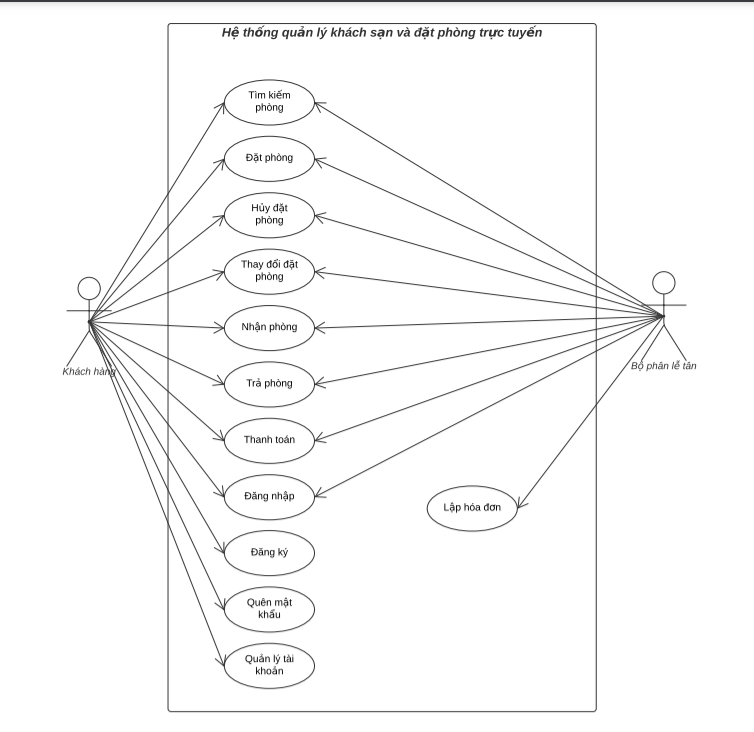 Hệ thống quản lý khách sạn và đặt phòng trực tuyến
Tìm kiếm
phòng
Đặt phòng
Hủy đặt
phòng
Thay đổi đặt
phòng
Nhận phòng
Trả phòng
Thanh toán
Đăng nhập
Đăng ký
Quên mật
khẩu
Quản lý tài
khoản
Lập hóa đơn
Khách hàng
Bộ phân lễ tân